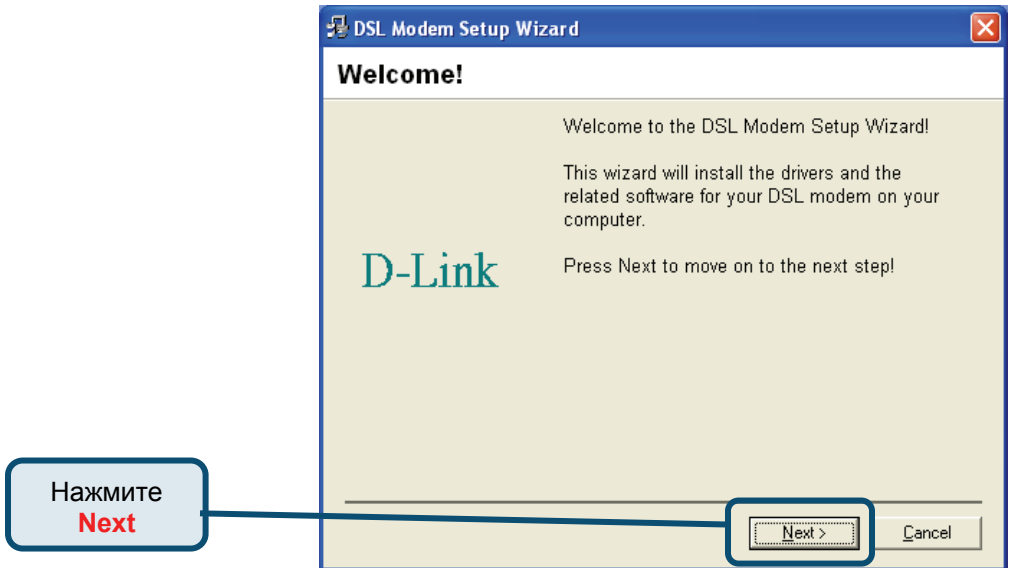 DSL Modem Setup Wizard
Welcome!
Welcome to the DSL Modem Setup Wizard!
This wizard will install the drivers and the
related software for your DSL modem on your
computer.
D-Link
Press Next to move on to the next step!
Нажмите
Next
Next >
Cancel